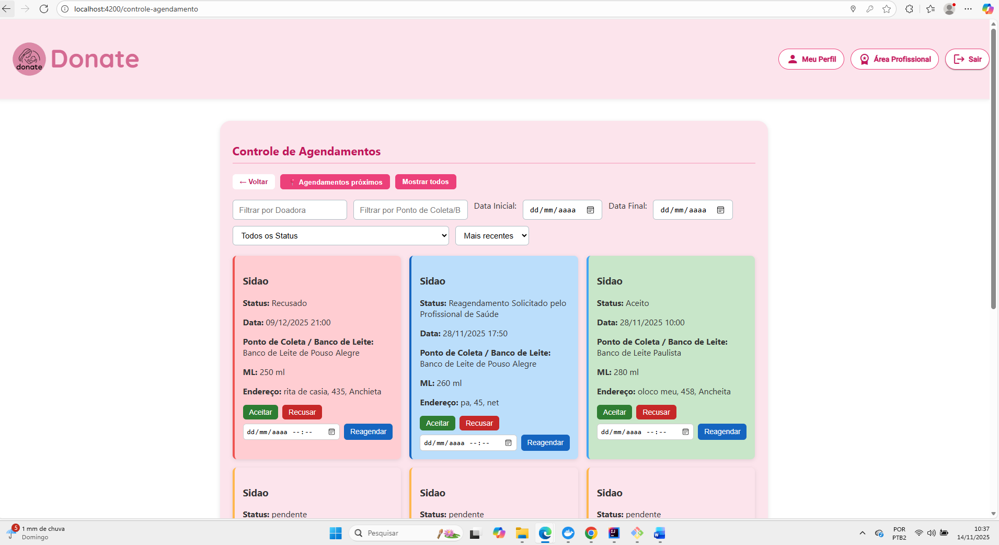 localhost:4200/controle-agendamento
donate
Donate
Meu Perfil
Área Profissional
Sair
Controle de Agendamentos
← Voltar
Agendamentos próximos
Mostrar todos
Filtrar por Doadora
Filtrar por Ponto de Coleta/B
Data Inicial:
dd/mm/aaaa
Data Final:
dd/mm/aaaa
Todos os Status
Mais recentes
Sidao
Status: Recusado
Data: 09/12/2025 21:00
Ponto de Coleta / Banco de Leite:
Banco de Leite de Pouso Alegre
ML: 250 ml
Endereço: rita de casia, 435, Anchieta
Aceitar
Recusar
dd/mm/aaaa --:--
Reagendar
Sidao
Status: Reagendamento Solicitado pelo
Profissional de Saúde
Data: 28/11/2025 17:50
Ponto de Coleta / Banco de Leite:
Banco de Leite de Pouso Alegre
ML: 260 ml
Endereço: pa, 45, net
Aceitar
Recusar
dd/mm/aaaa --:--
Reagendar
Sidao
Status: Aceito
Data: 28/11/2025 10:00
Ponto de Coleta / Banco de Leite:
Banco de Leite Paulista
ML: 280 ml
Endereço: oloco meu, 458, Ancheita
Aceitar
Recusar
dd/mm/aaaa --:--
Reagendar
Sidao
Status: pendente
Sidao
Status: pendente
Sidao
Status: pendente
5
1 mm de chuva
Domingo
Pesquisar
IJ
W
POR
PTB2
10:37
14/11/2025